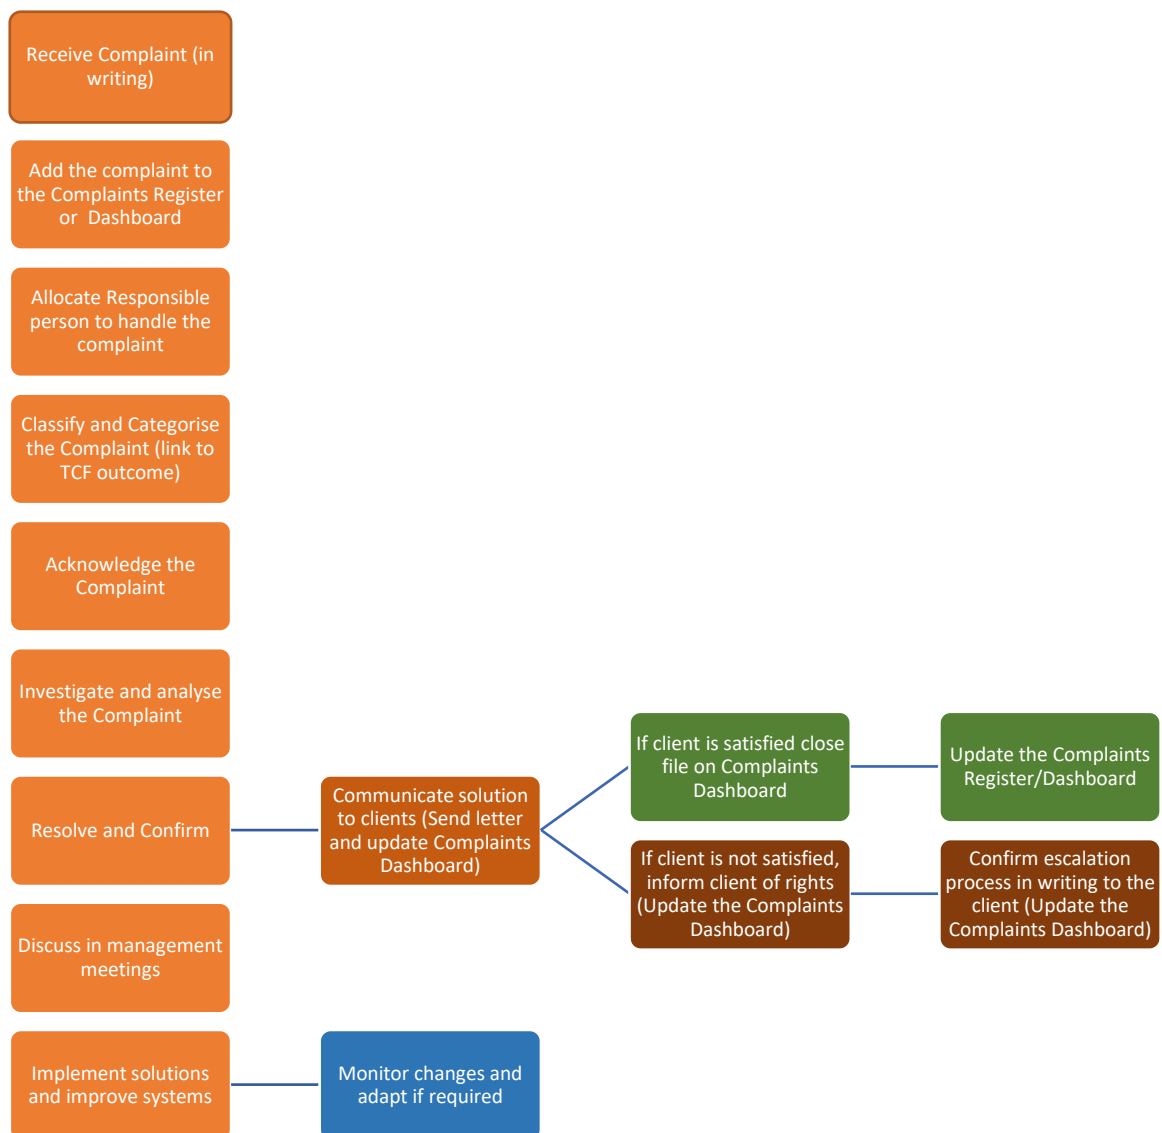 Receive Complaint (in
writing)
Add the complaint to
the Complaints Register
or Dashboard
Allocate Responsible
person to handle the
complaint
Classify and Categorise
the Complaint (link to
TCF outcome)
Acknowledge the
Complaint
Investigate and analyse
the Complaint
Resolve and Confirm
Communicate solution
to clients (Send letter
and update Complaints
Dashboard)
If client is satisfied close
file on Complaints
Dashboard
Update the Complaints
Register/Dashboard
If client is not satisfied,
inform client of rights
(Update the Complaints
Dashboard)
Confirm escalation
process in writing to the
client (Update the
Complaints Dashboard)
Discuss in management
meetings
Implement solutions
and improve systems
Monitor changes and
adapt if required